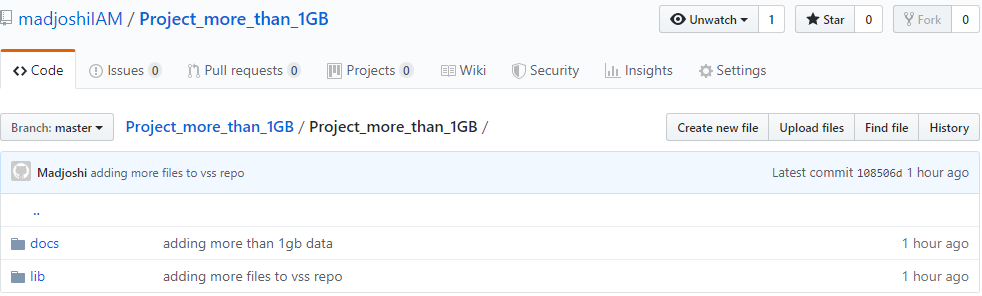 madjoshiIAM / Project_more_than_1GB Unwatch 1 Star 0 Fork 0
Code Issues 0 Pull requests 0 Projects 0 Wiki Security Insights Settings
Branch: master Project_more_than_1GB / Project_more_than_1GB / Create new file Upload files Find file History
Madjoshi adding more files to vss repo Latest commit 108506d 1 hour ago
..
docs adding more than 1gb data 1 hour ago
lib adding more files to vss repo 1 hour ago